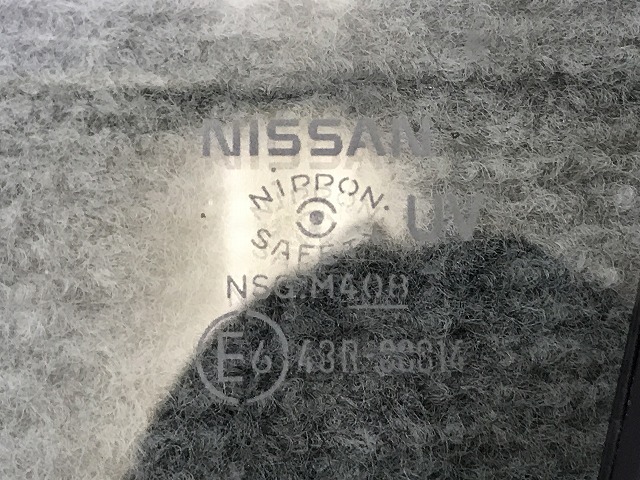 NISSAN
NIPPON
UV
SAFETY
NSG.M408
E6 43R-00014